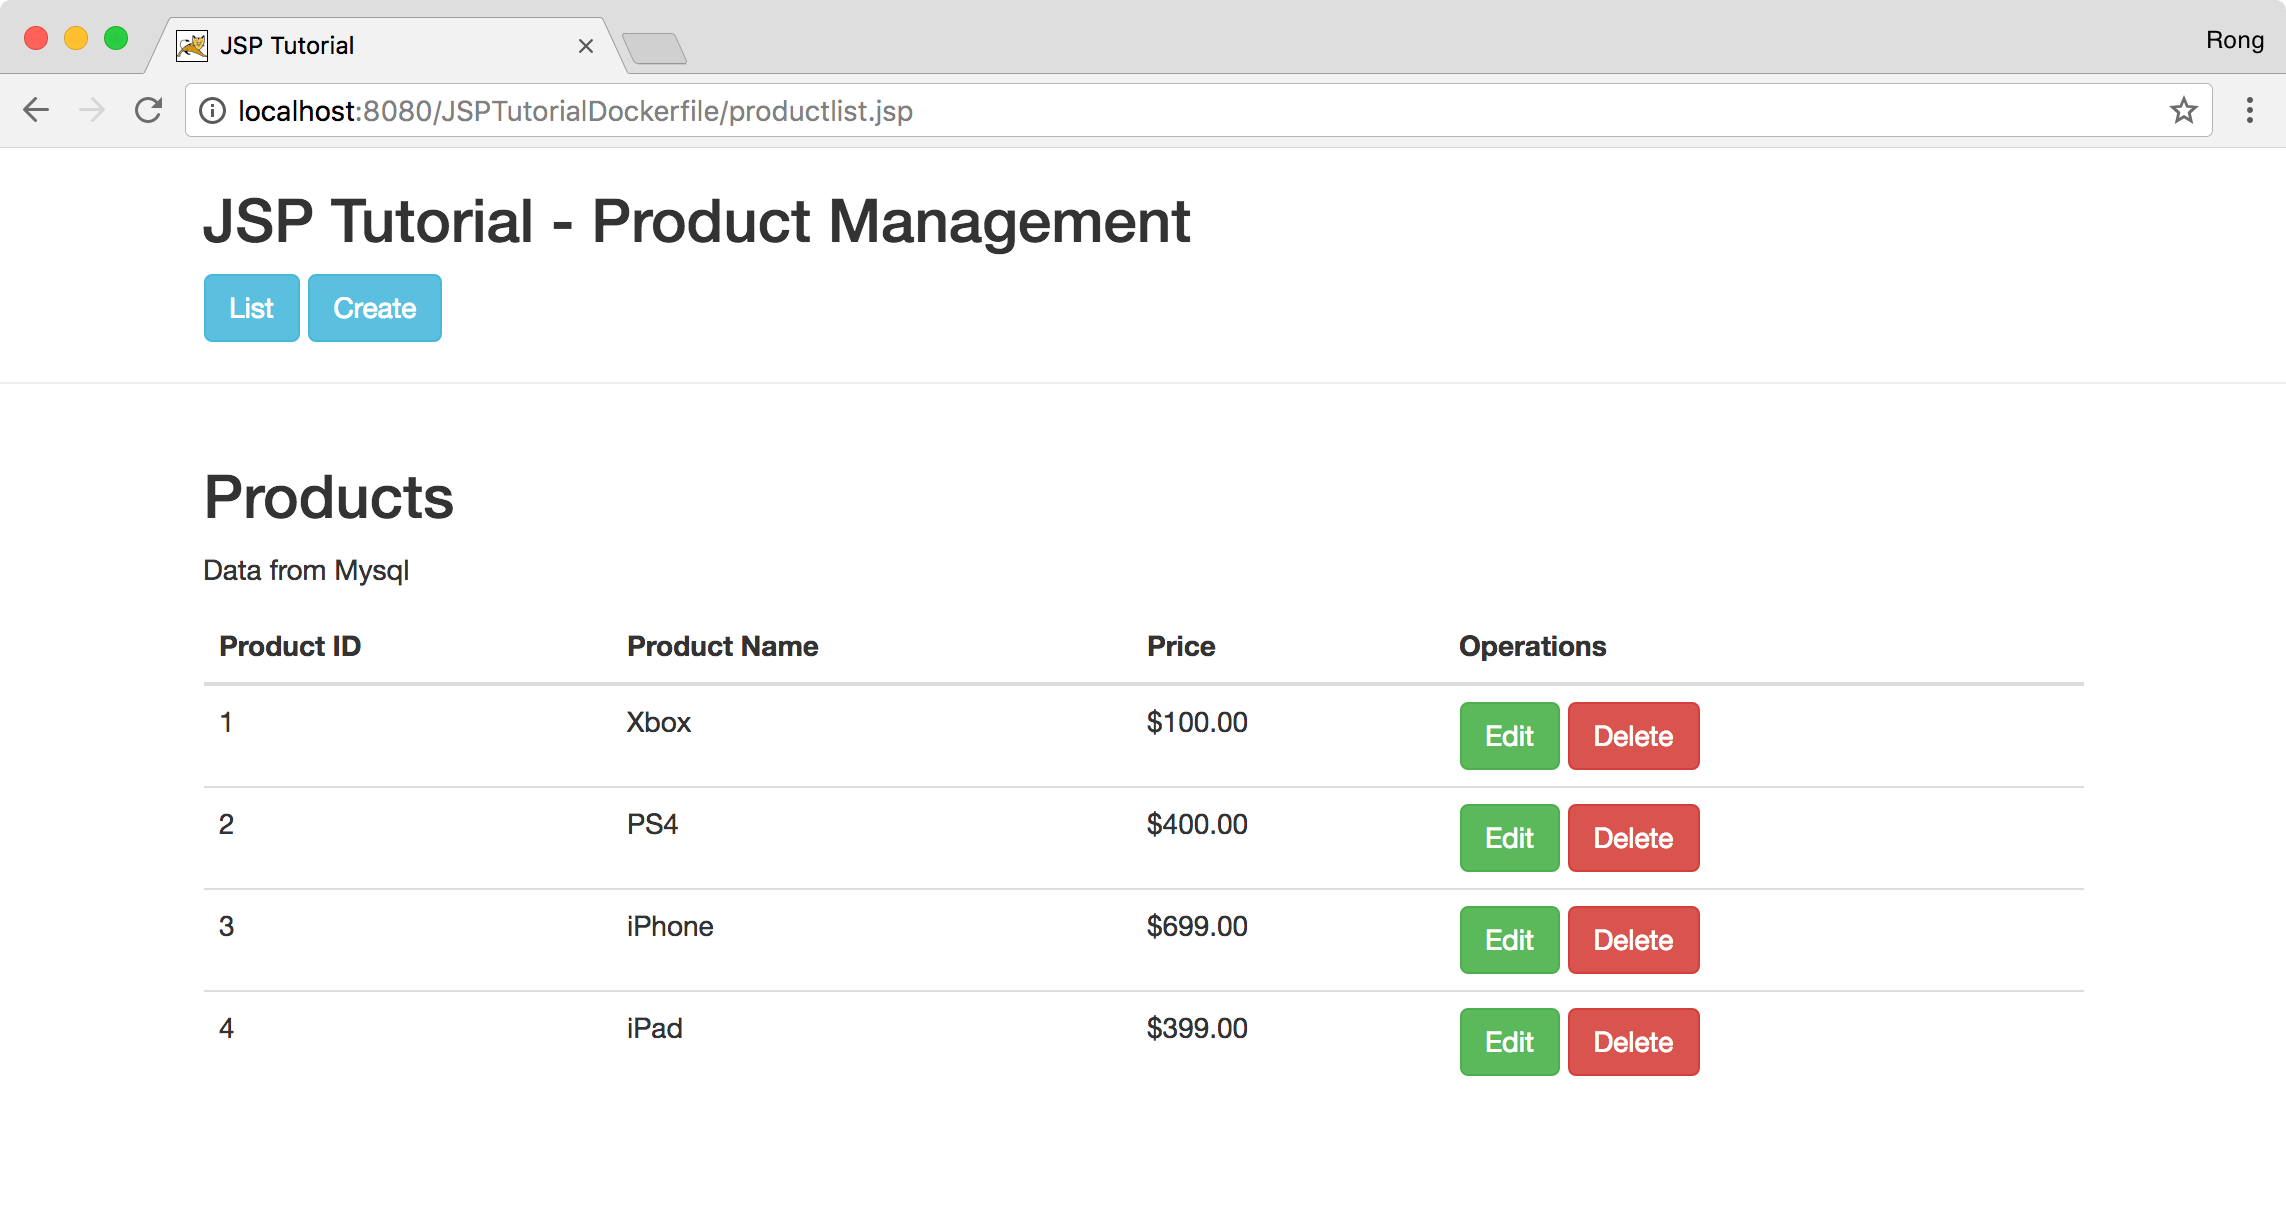 JSP Tutorial
Rong
localhost:8080/JSPTutorialDockerfile/productlist.jsp
JSP Tutorial - Product Management
List Create
Products
Data from Mysql
Product ID Product Name Price Operations
1 Xbox $100.00 Edit Delete
2 PS4 $400.00 Edit Delete
3 iPhone $699.00 Edit Delete
4 iPad $399.00 Edit Delete